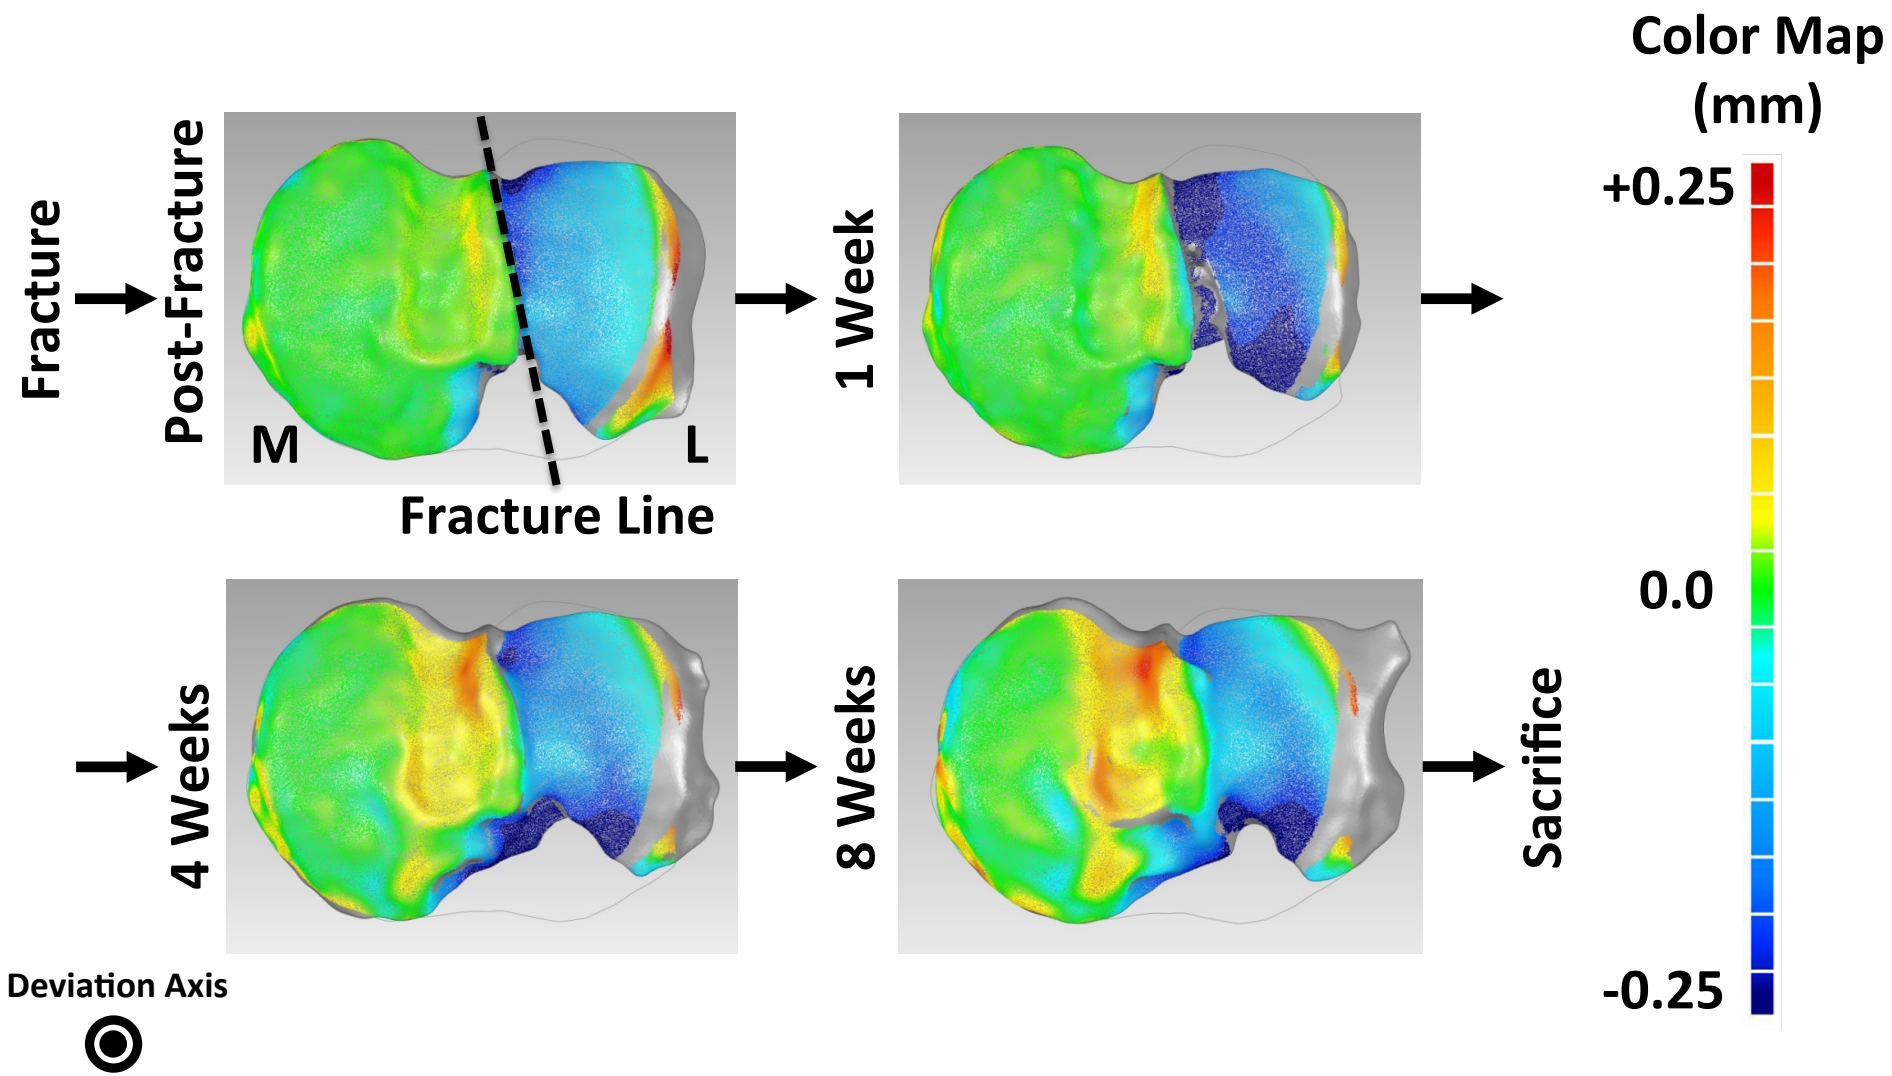 Color Map
(mm)
Fracture
Post-Fracture
M
L
Fracture Line
1 Week
+0.25
0.0
-0.25
4 Weeks
8 Weeks
Sacrifice
Deviation Axis